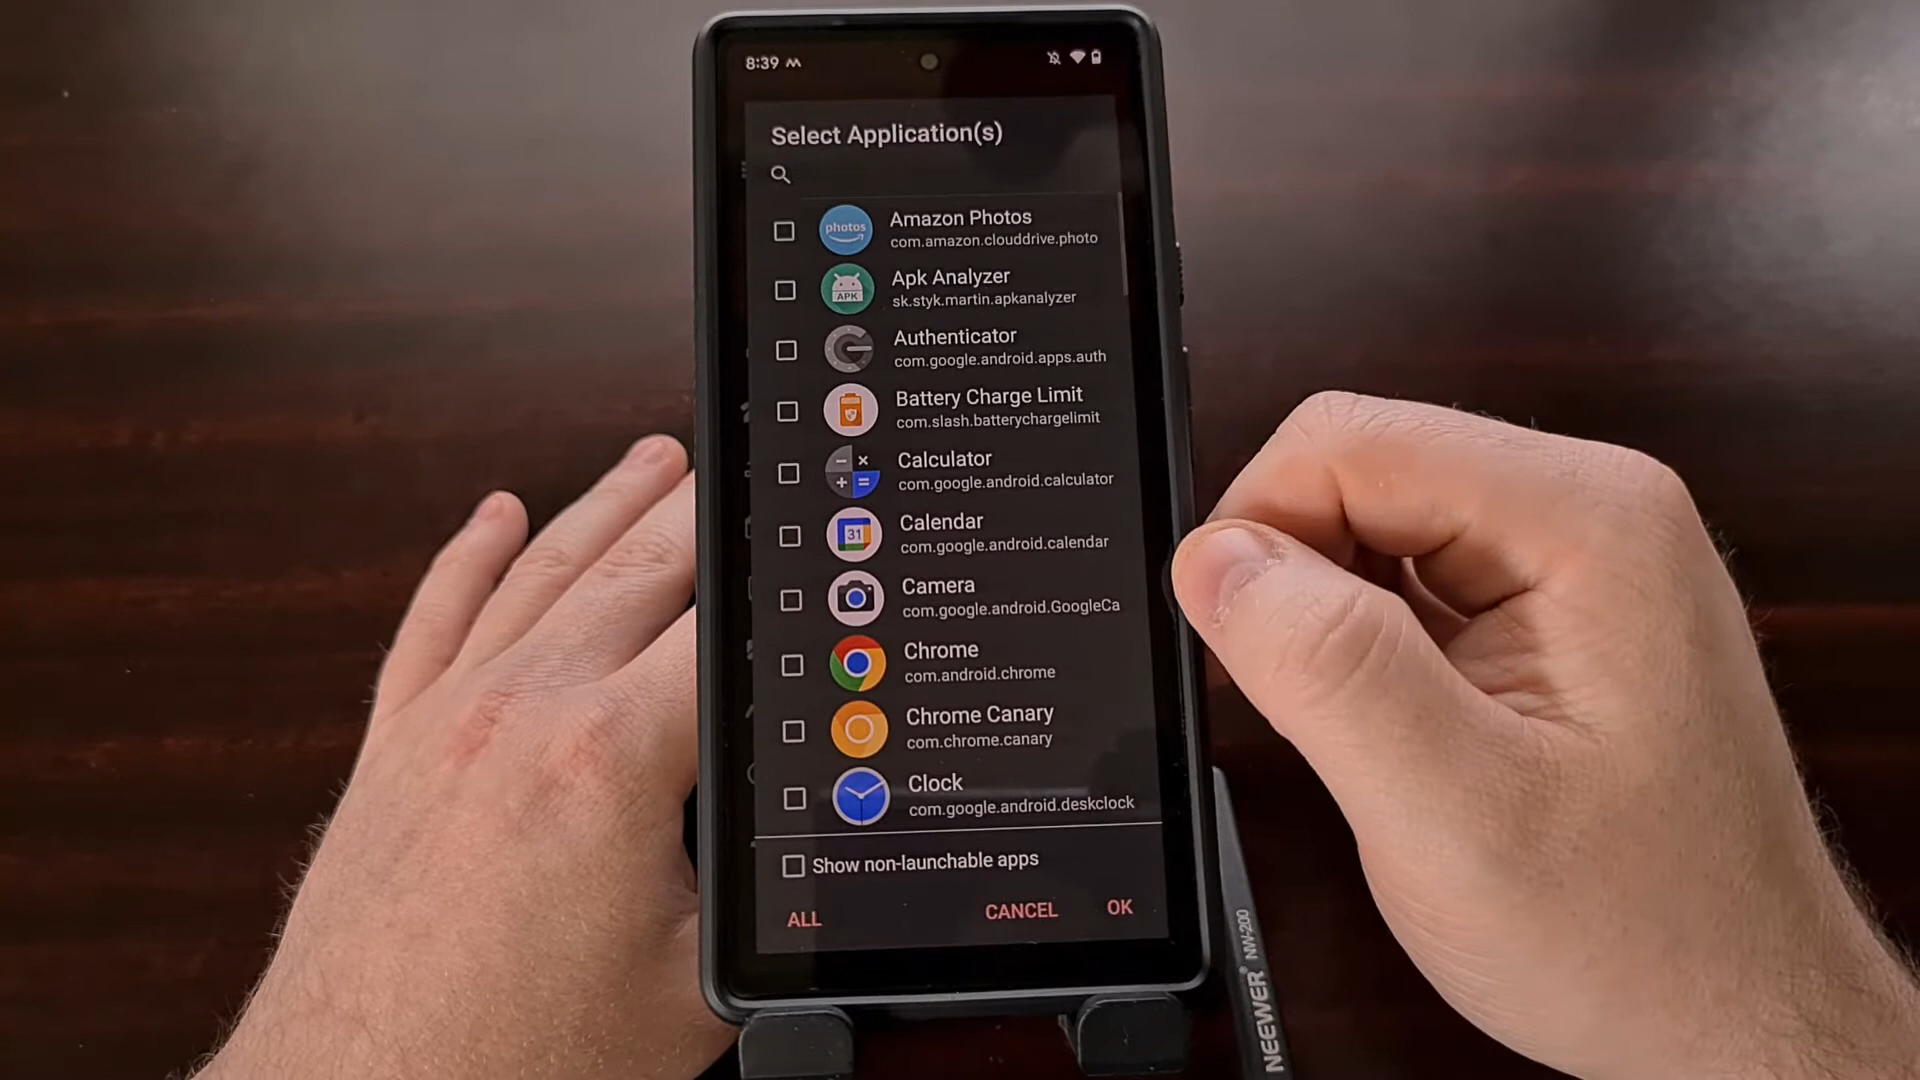 8:39
Select Application(s)
photos
Amazon Photos
com.amazon.clouddrive.photo
APK
Apk Analyzer
sk.styk.martin.apkanalyzer
Authenticator
com.google.android.apps.auth
Battery Charge Limit
com.slash.batterychargelimit
Calculator
com.google.android.calculator
31
Calendar
com.google.android.calendar
Camera
com.google.android.GoogleCa
Chrome
com.android.chrome
Chrome Canary
com.chrome.canary
Clock
com.google.android.deskclock
Show non-launchable apps
ALL CANCEL OK
NEEWER® NW-200